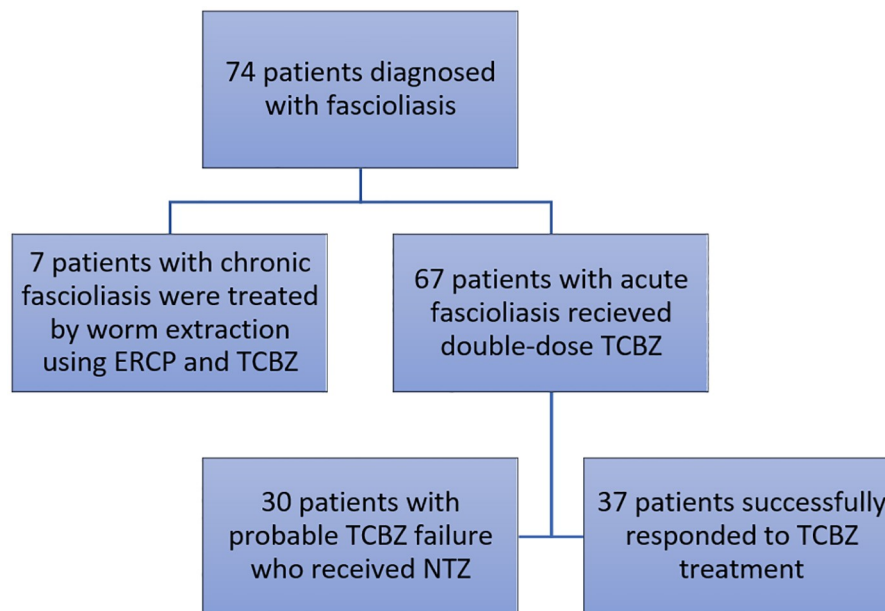 74 patients diagnosed
with fascioliasis
7 patients with chronic
fascioliasis were treated
by worm extraction
using ERCP and TCBZ
67 patients with acute
fascioliasis recieved
double-dose TCBZ
30 patients with
probable TCBZ failure
who received NTZ
37 patients successfully
responded to TCBZ
treatment